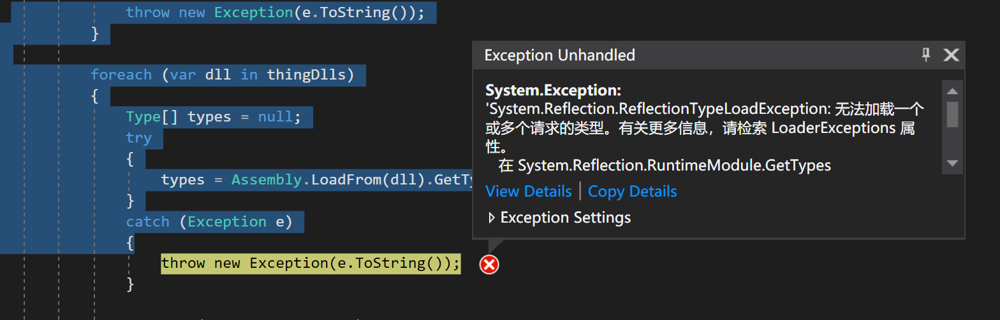 throw new Exception(e.ToString());
}
foreach (var dll in thingDlls)
{
Type[] types = null;
try
{
types = Assembly.LoadFrom(dll).GetTy
}
catch (Exception e)
{
throw new Exception(e.ToString());
}
Exception Unhandled
System.Exception:
'System.Reflection.ReflectionTypeLoadException: 无法加载一个
或多个请求的类型。有关更多信息，请检索 LoaderExceptions 属
性。
在 System.Reflection.RuntimeModule.GetTypes
View Details | Copy Details
Exception Settings